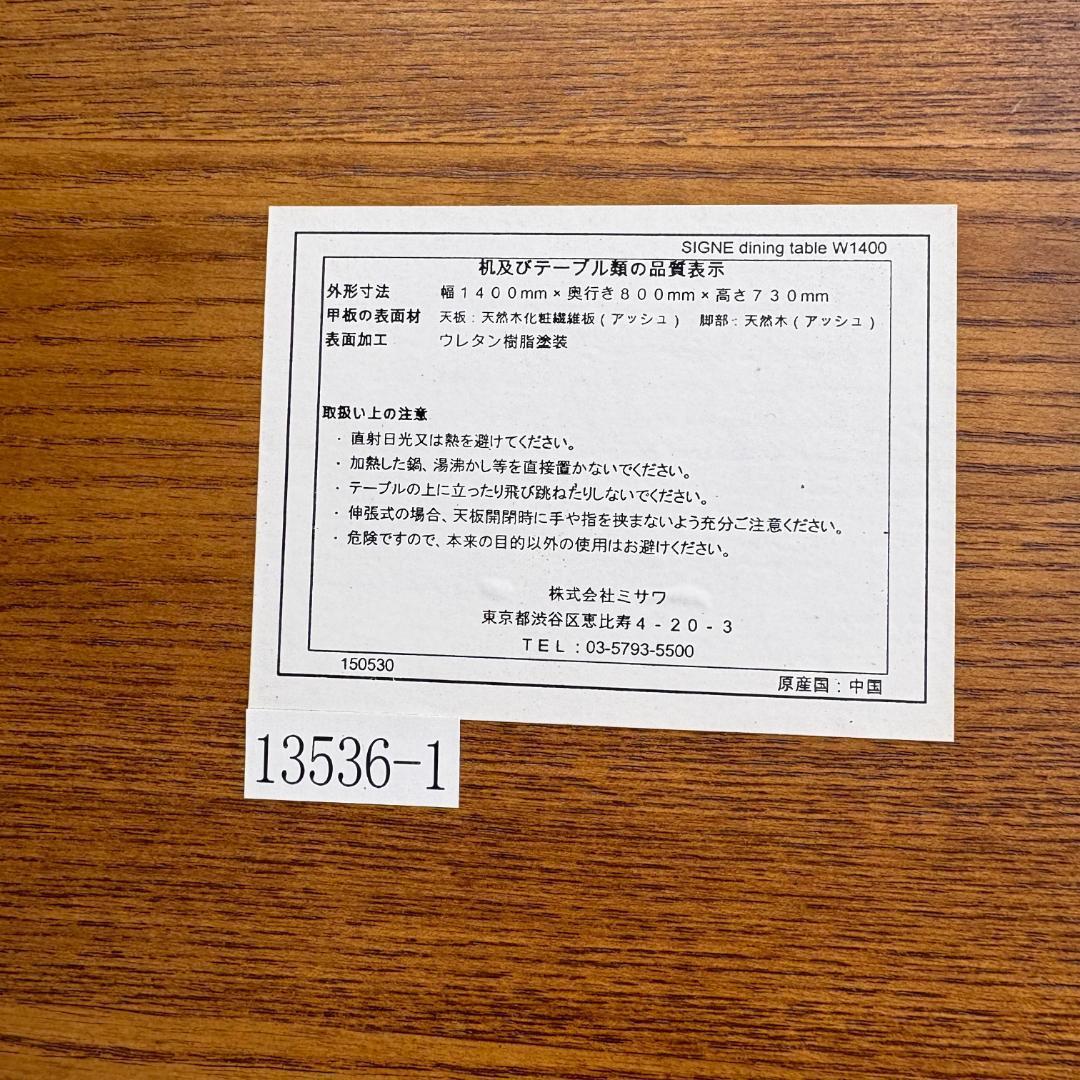 SIGNE dining table W1400
机及びテーブル類の品質表示
外形寸法 幅１４００mm×奥行き８００mm×高さ７３０mm
甲板の表面材 天板：天然木化粧繊維板（アッシュ） 脚部：天然木（アッシュ）
表面加工 ウレタン樹脂塗装
取扱い上の注意
・ 直射日光又は熱を避けてください。
・ 加熱した鍋、湯沸かし等を直接置かないでください。
・ テーブルの上に立ったり飛び跳ねたりしないでください。
・ 伸張式の場合、天板開閉時に手や指を挟まないよう充分ご注意ください。
・ 危険ですので、本来の目的以外の使用はお避けください。
株式会社ミサワ
東京都渋谷区恵比寿４-２０-３
ＴＥＬ：03-5793-5500
150530
原産国：中国
13536-1